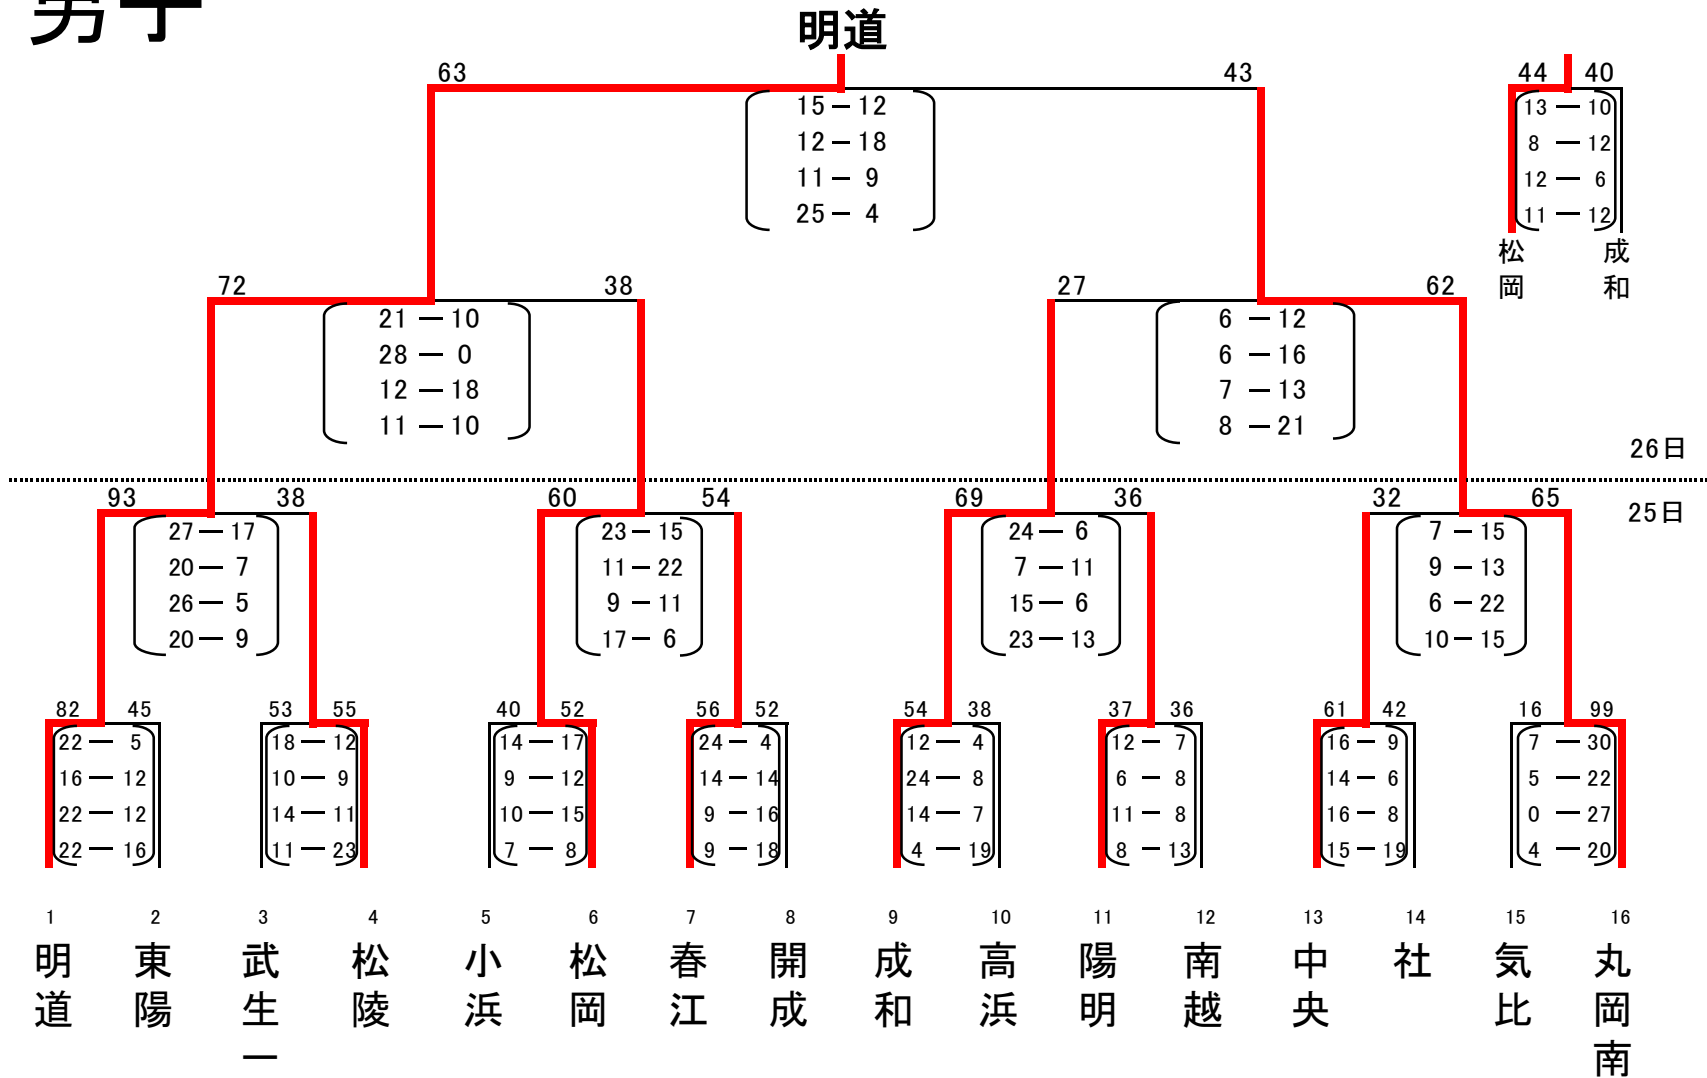 男子
明道
63 43
15 ― 12
12 ― 18
11 ― 9
25 ― 4
44 40
13 ― 10
8 ― 12
12 ― 6
11 ― 12
松岡 成和
72 38
21 ― 10
28 ― 0
12 ― 18
11 ― 10
27 62
6 ― 12
6 ― 16
7 ― 13
8 ― 21
26日
25日
93 38
27 ― 17
20 ― 7
26 ― 5
20 ― 9
60 54
23 ― 15
11 ― 22
9 ― 11
17 ― 6
69 36
24 ― 6
7 ― 11
15 ― 6
23 ― 13
32 65
7 ― 15
9 ― 13
6 ― 22
10 ― 15
82 45
22 ― 5
16 ― 12
22 ― 12
22 ― 16
53 55
18 ― 12
10 ― 9
14 ― 11
11 ― 23
40 52
14 ― 17
9 ― 12
10 ― 15
7 ― 8
56 52
24 ― 4
14 ― 14
9 ― 16
9 ― 18
54 38
12 ― 4
24 ― 8
14 ― 7
4 ― 19
37 36
12 ― 7
6 ― 8
11 ― 8
8 ― 13
61 42
16 ― 9
14 ― 6
16 ― 8
15 ― 19
16 99
7 ― 30
5 ― 22
0 ― 27
4 ― 20
1 2 3 4 5 6 7 8 9 10 11 12 13 14 15 16
明道 東陽 武生一 松陵 小浜 松岡 春江 開成 成和 高浜 陽明 南越 中央 社 気比 丸岡南